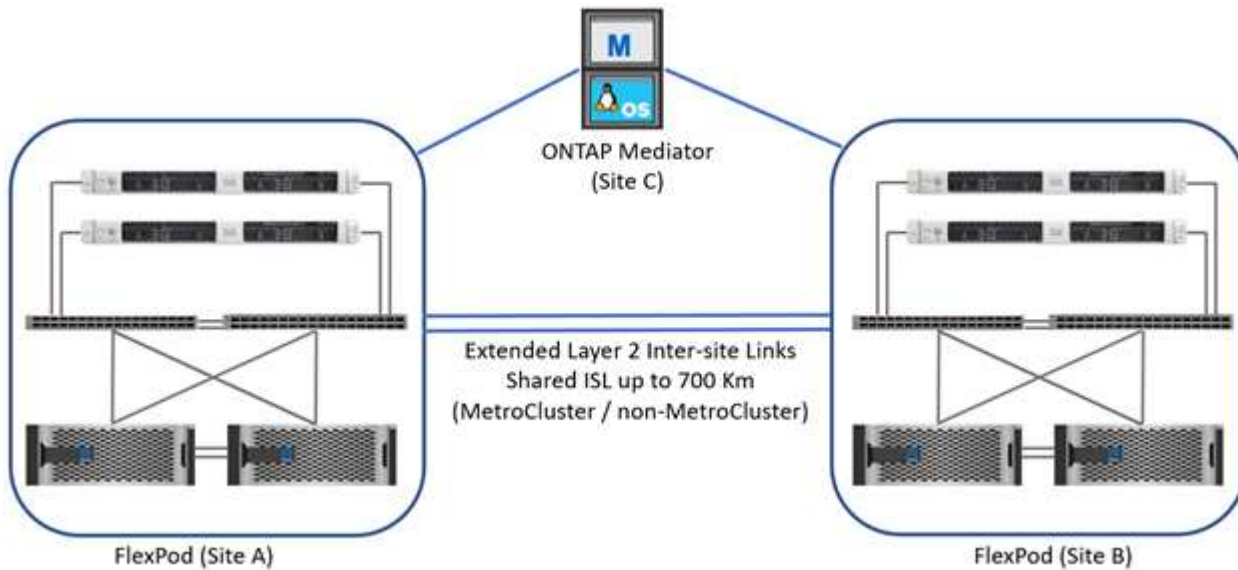 M
OS
ONTAP Mediator
(Site C)
Extended Layer 2 Inter-site Links
Shared ISL up to 700 Km
(MetroCluster / non-MetroCluster)
FlexPod (Site A)
FlexPod (Site B)